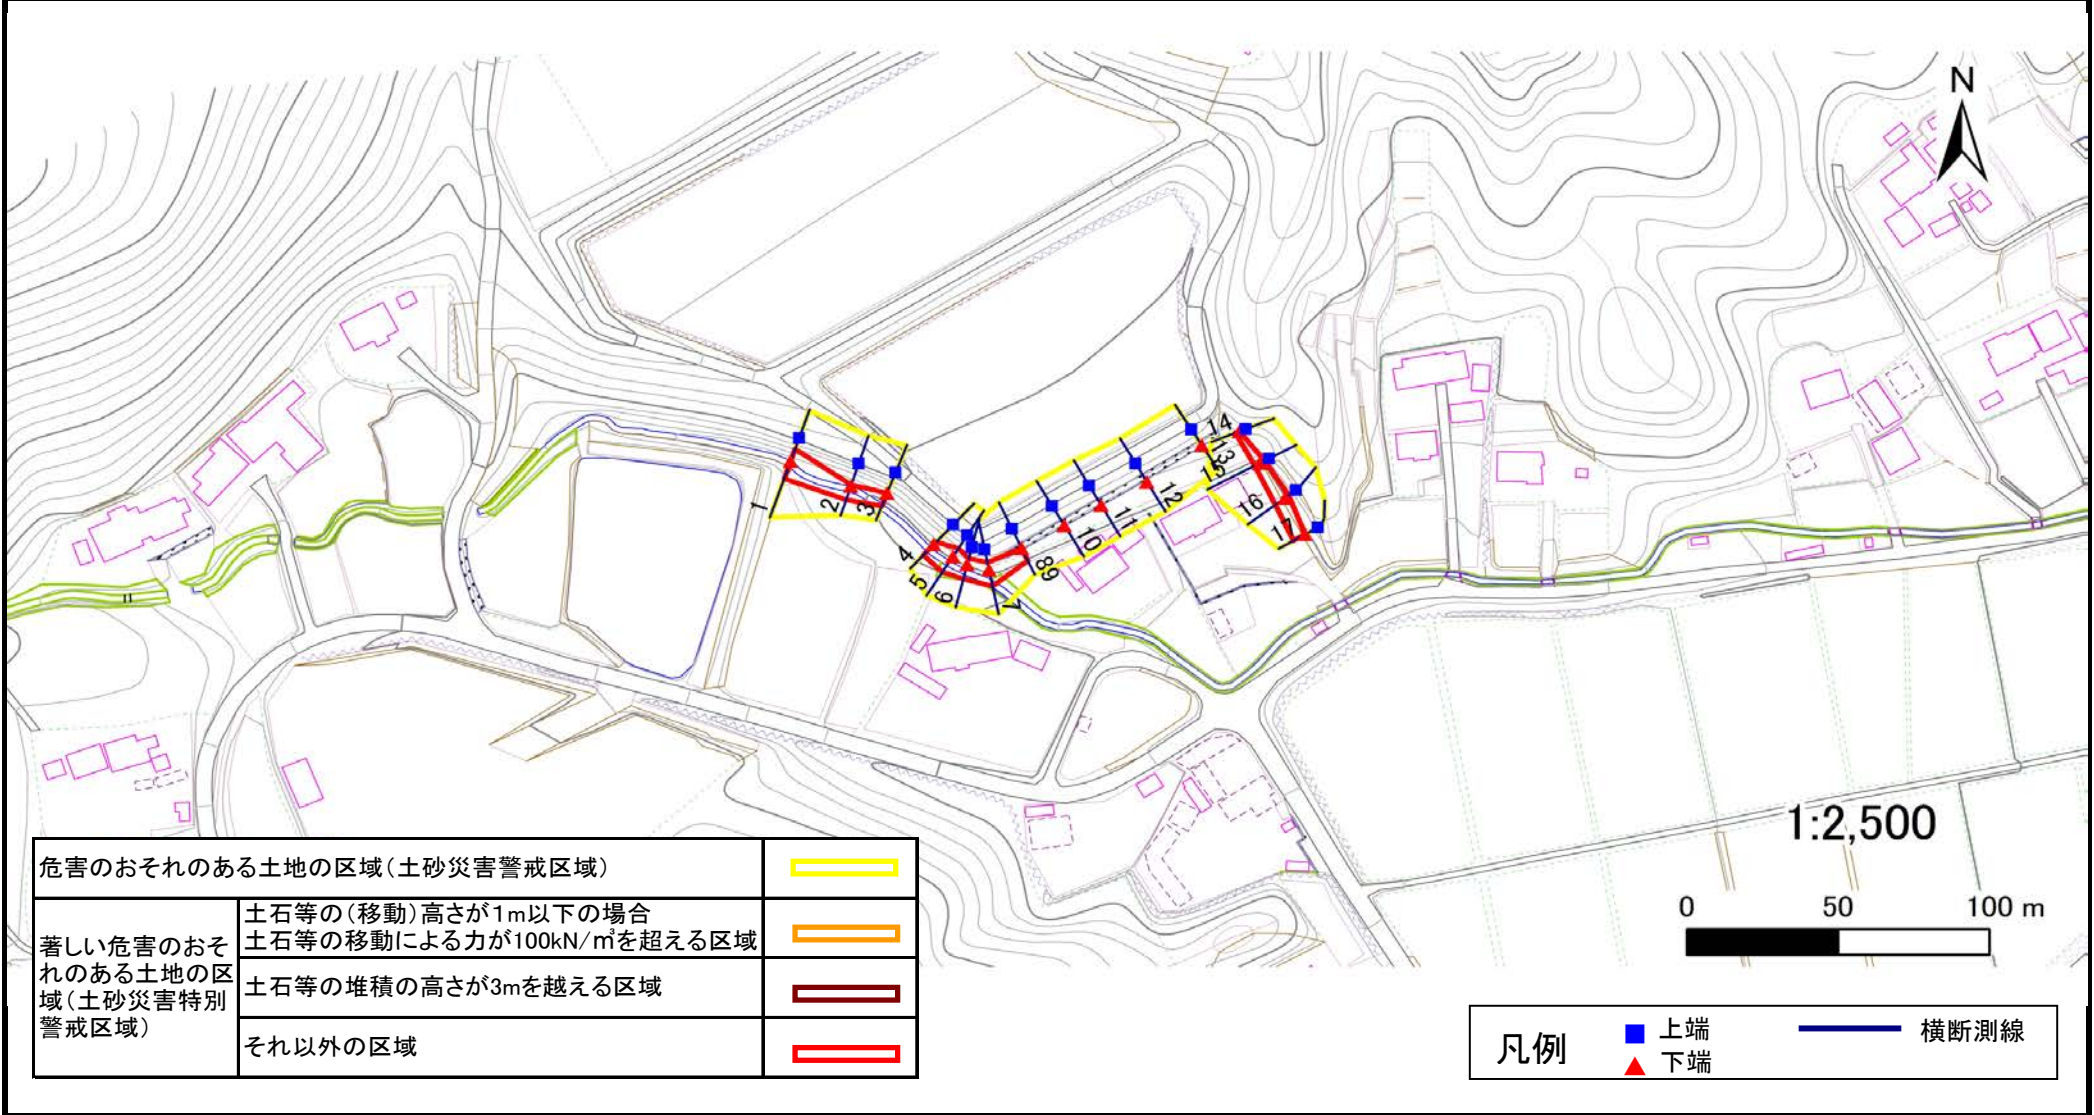 N
14
13
15
12
11
10
16
17
1
2
3
4
5
6
7
89
1:2,500
0 50 100 m
危害のおそれのある土地の区域(土砂災害警戒区域)
著しい危害のおそ
れのある土地の区
域(土砂災害特別
警戒区域)
土石等の(移動)高さが1m以下の場合
土石等の移動による力が100kN/㎡を超える区域
土石等の堆積の高さが3mを越える区域
それ以外の区域
凡例
上端
下端
横断測線